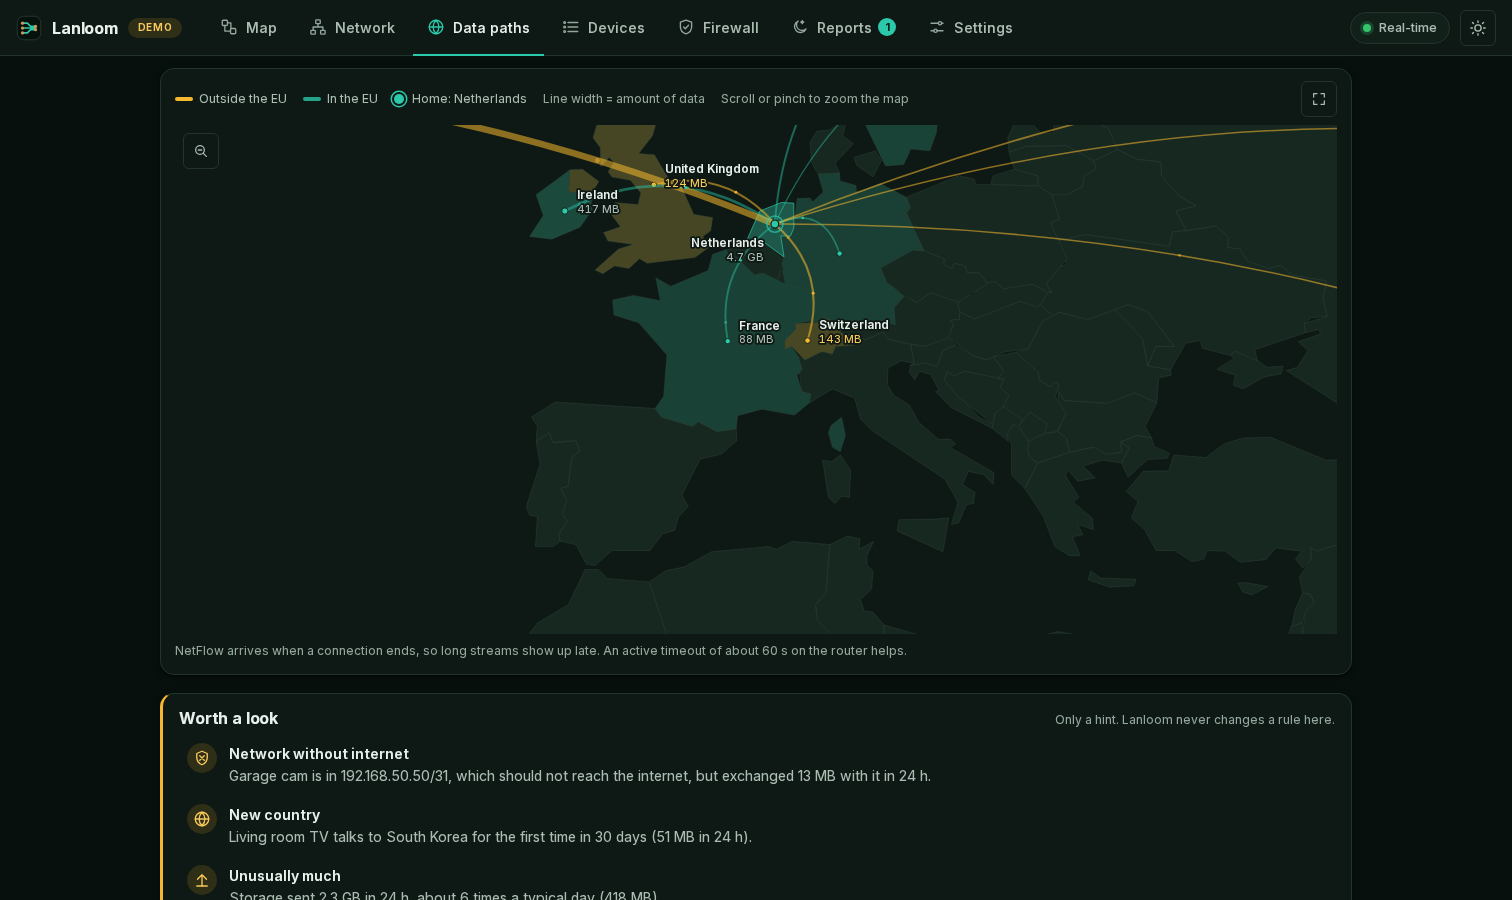 Lanloom DEMO Map Network Data paths Devices Firewall Reports 1 Settings Real-time
Outside the EU In the EU Home: Netherlands Line width = amount of data Scroll or pinch to zoom the map
United Kingdom
124 MB
Ireland
417 MB
Netherlands
4.7 GB
France
88 MB
Switzerland
143 MB
NetFlow arrives when a connection ends, so long streams show up late. An active timeout of about 60 s on the router helps.
Worth a look
Only a hint. Lanloom never changes a rule here.
Network without internet
Garage cam is in 192.168.50.50/31, which should not reach the internet, but exchanged 13 MB with it in 24 h.
New country
Living room TV talks to South Korea for the first time in 30 days (51 MB in 24 h).
Unusually much
Storage sent 2.3 GB in 24 h, about 6 times a typical day (418 MB).